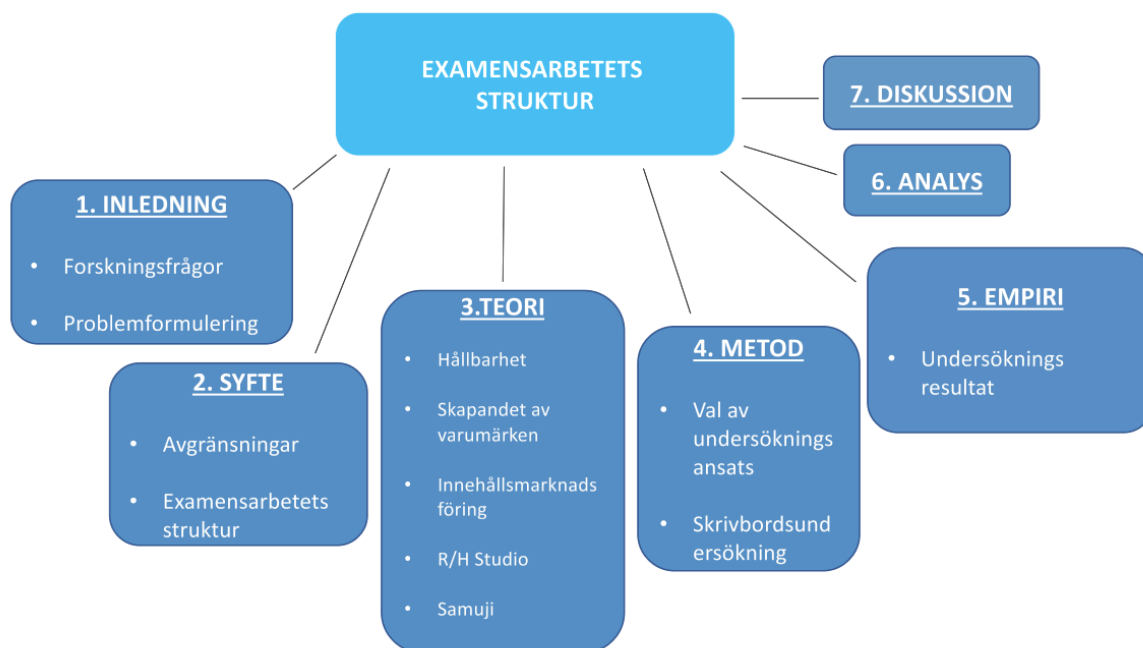 EXAMENSARBETETS
STRUKTUR
1. INLEDNING
• Forskningsfrågor
• Problemformulering
2. SYFTE
• Avgränsningar
• Examensarbetets
struktur
3.TEORI
• Hållbarhet
• Skapandet av
varumärken
• Innehållsmarknads
föring
• R/H Studio
• Samuji
4. METOD
• Val av
undersöknings
ansats
• Skrivbordsund
ersökning
5. EMPIRI
• Undersöknings
resultat
6. ANALYS
7. DISKUSSION